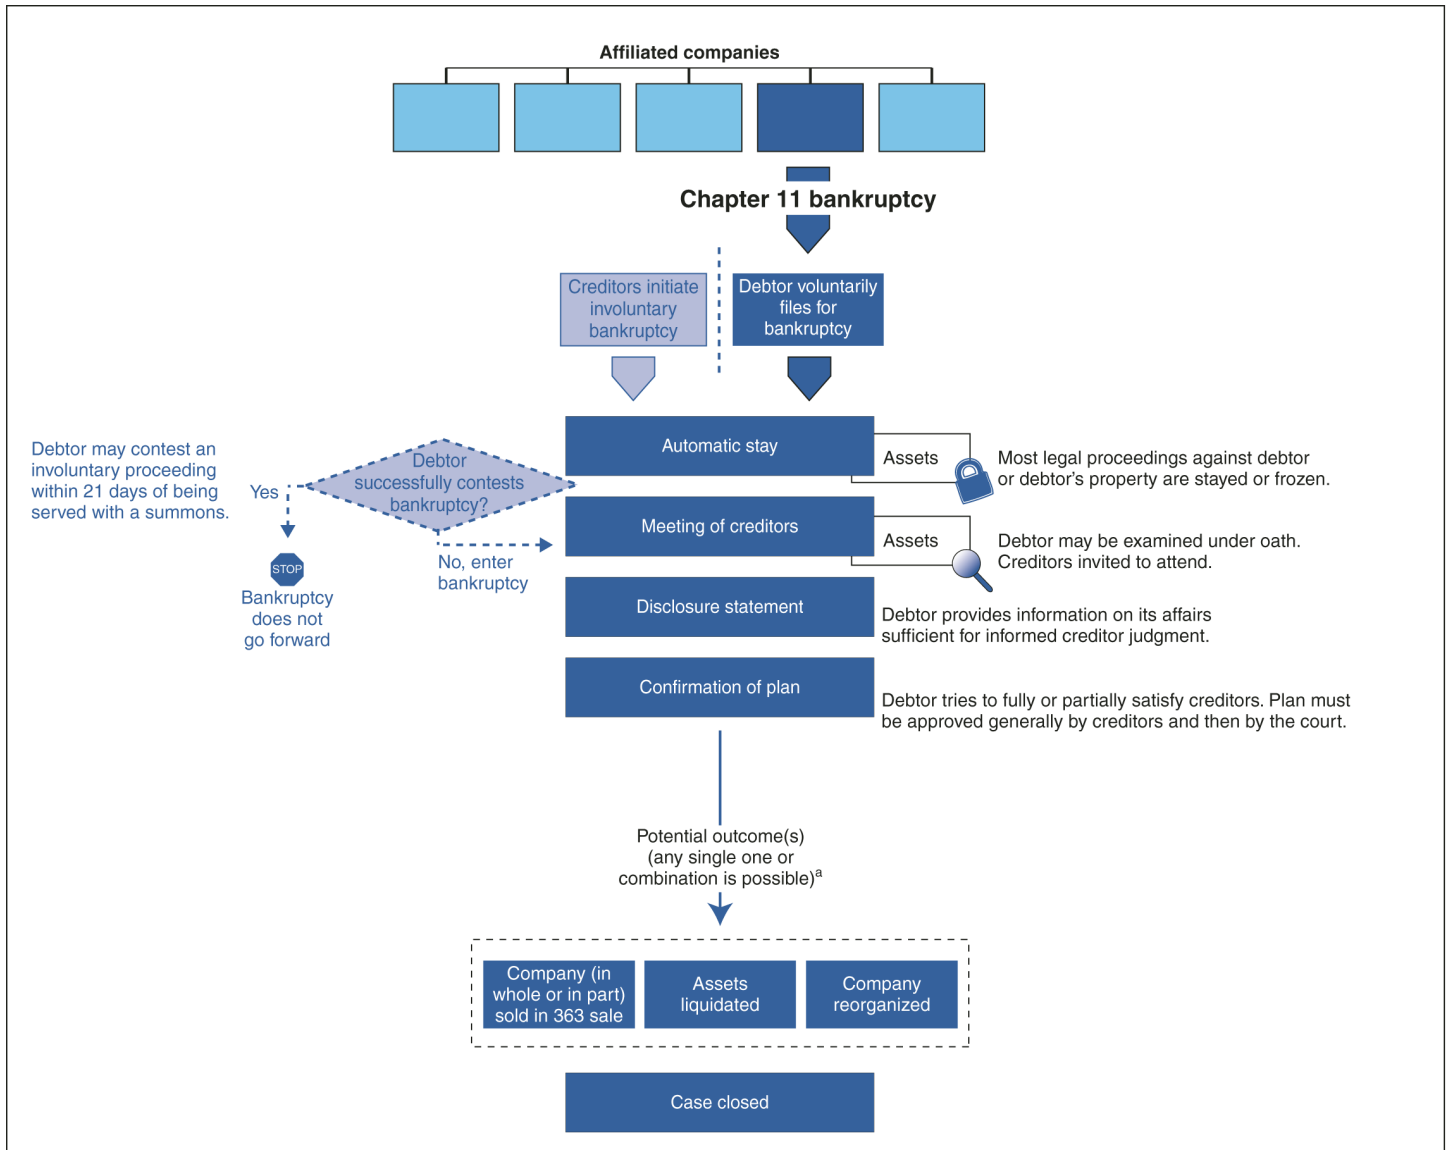 Affiliated companies
Chapter 11 bankruptcy
Creditors initiate
involuntary
bankruptcy
Debtor voluntarily
files for
bankruptcy
Automatic stay
Assets
Most legal proceedings against debtor
or debtor's property are stayed or frozen.
Debtor may contest an
involuntary proceeding
within 21 days of being
served with a summons.
Yes
Debtor
successfully contests
bankruptcy?
No, enter
bankruptcy
STOP
Bankruptcy
does not
go forward
Meeting of creditors
Assets
Debtor may be examined under oath.
Creditors invited to attend.
Disclosure statement
Debtor provides information on its affairs
sufficient for informed creditor judgment.
Confirmation of plan
Debtor tries to fully or partially satisfy creditors. Plan must
be approved generally by creditors and then by the court.
Potential outcome(s)
(any single one or
combination is possible)a
Company (in
whole or in part)
sold in 363 sale
Assets
liquidated
Company
reorganized
Case closed